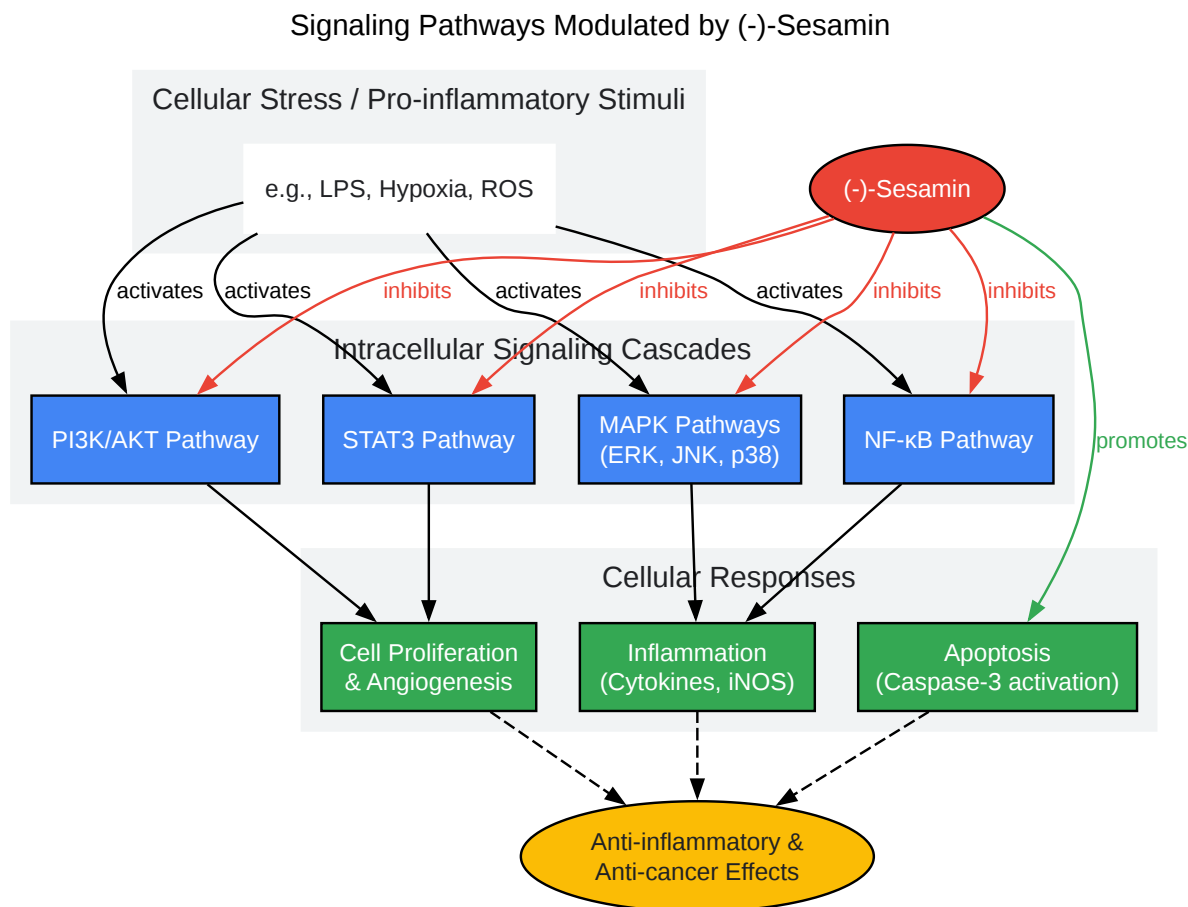 Signaling Pathways Modulated by (-)-Sesamin
Cellular Stress / Pro-inflammatory Stimuli
e.g., LPS, Hypoxia, ROS
(-)-Sesamin
activates
activates
inhibits
activates
inhibits
activates
inhibits
inhibits
Intracellular Signaling Cascades
PI3K/AKT Pathway
STAT3 Pathway
MAPK Pathways
(ERK, JNK, p38)
NF-κB Pathway
promotes
Cellular Responses
Cell Proliferation
& Angiogenesis
Inflammation
(Cytokines, iNOS)
Apoptosis
(Caspase-3 activation)
Anti-inflammatory &
Anti-cancer Effects